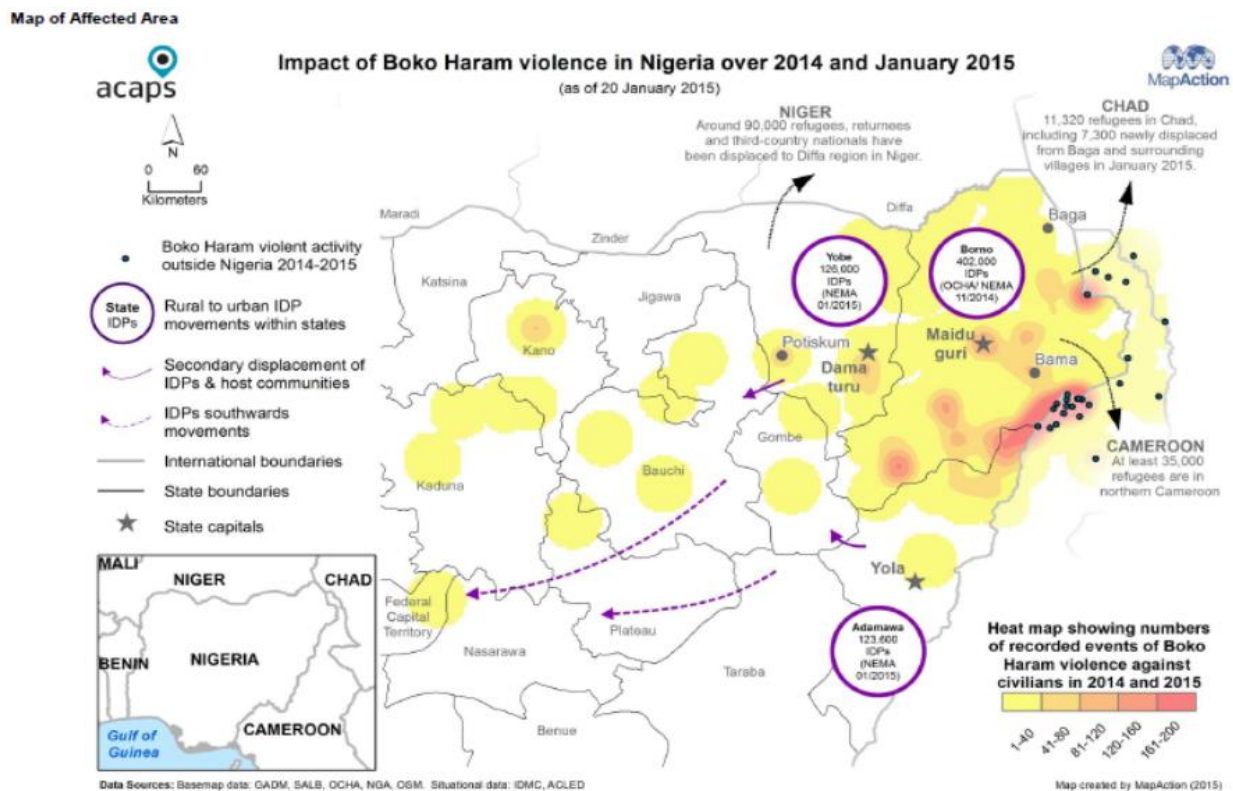 Map of Affected Area
acaps
Impact of Boko Haram violence in Nigeria over 2014 and January 2015
(as of 20 January 2015)
MapAction
N
0 60
Kilometers
NIGER
Around 90,000 refugees, returnees
and third-country nationals have
been displaced to Diffa region in Niger.
CHAD
11,320 refugees in Chad,
including 7,300 newly displaced
from Baga and surrounding
villages in January 2015.
Boko Haram violent activity
outside Nigeria 2014-2015
State
IDPs
Rural to urban IDP
movements within states
Secondary displacement of
IDPs & host communities
IDPs southwards
movements
International boundaries
State boundaries
State capitals
Maradi
Zinder
Diffa
Baga
Katsina
Jigawa
Yobe
126,000
IDPs
(NEMA
01/2015)
Borno
402,000
IDPs
(OCHA/ NEMA
11/2014)
Kano
Potiskum
Dama
turu
Maidu
guri
Bama
Gombe
Bauchi
Kaduna
CAMEROON
At least 35,000
refugees are in
northern Cameroon
Yola
Federal
Capital
Territory
Plateau
Nasarawa
Taraba
Benue
Adamawa
123,600
IDPs
(NEMA
01/2015)
MALI
NIGER
CHAD
BENIN
NIGERIA
CAMEROON
Gulf of
Guinea
Heat map showing numbers
of recorded events of Boko
Haram violence against
civilians in 2014 and 2015
1-40
41-80
81-120
120-160
161-200
Data Sources: Basemap data: GADM, SALB, OCHA, NGA, OSM. Situational data: IDMC, ACLED
Map created by MapAction (2015)